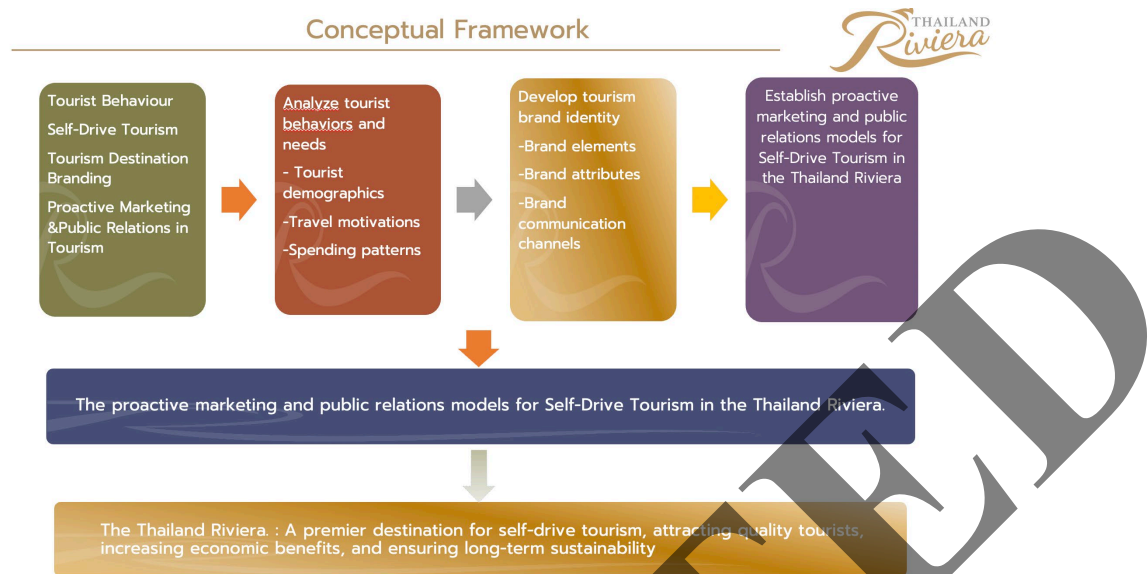 Conceptual Framework
THAILAND
Riviera
Tourist Behaviour
Self-Drive Tourism
Tourism Destination
Branding
Proactive Marketing
&Public Relations in
Tourism
Analyze tourist
behaviors and
needs
- Tourist
demographics
-Travel motivations
-Spending patterns
Develop tourism
brand identity
-Brand elements
-Brand attributes
-Brand
communication
channels
Establish proactive
marketing and public
relations models for
Self-Drive Tourism in
the Thailand Riviera
The proactive marketing and public relations models for Self-Drive Tourism in the Thailand Riviera.
The Thailand Riviera. : A premier destination for self-drive tourism, attracting quality tourists,
increasing economic benefits, and ensuring long-term sustainability
TED